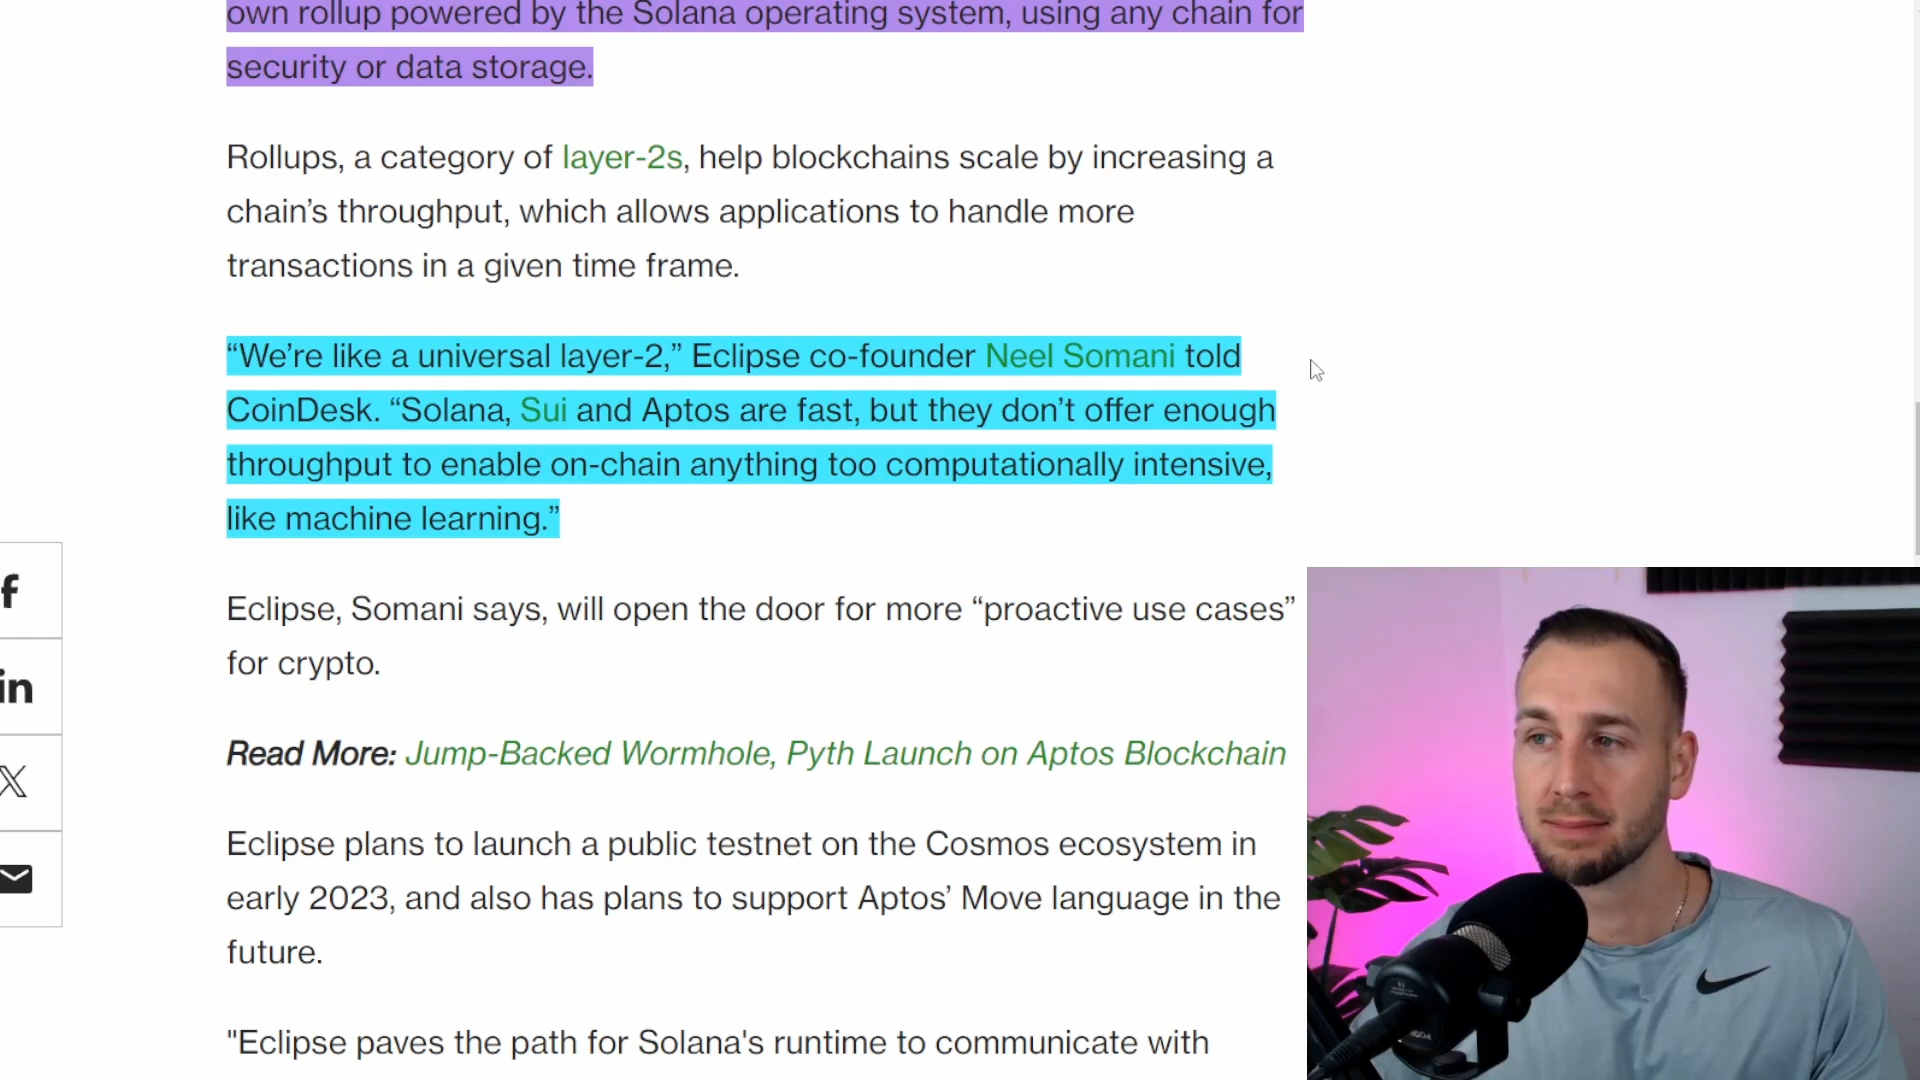 own rollup powered by the Solana operating system, using any chain for
security or data storage.
Rollups, a category of layer-2s, help blockchains scale by increasing a
chain’s throughput, which allows applications to handle more
transactions in a given time frame.
“We’re like a universal layer-2,” Eclipse co-founder Neel Somani told
CoinDesk. “Solana, Sui and Aptos are fast, but they don’t offer enough
throughput to enable on-chain anything too computationally intensive,
like machine learning.”
Eclipse, Somani says, will open the door for more “proactive use cases”
for crypto.
Read More: Jump-Backed Wormhole, Pyth Launch on Aptos Blockchain
Eclipse plans to launch a public testnet on the Cosmos ecosystem in
early 2023, and also has plans to support Aptos’ Move language in the
future.
"Eclipse paves the path for Solana's runtime to communicate with
f
in
X